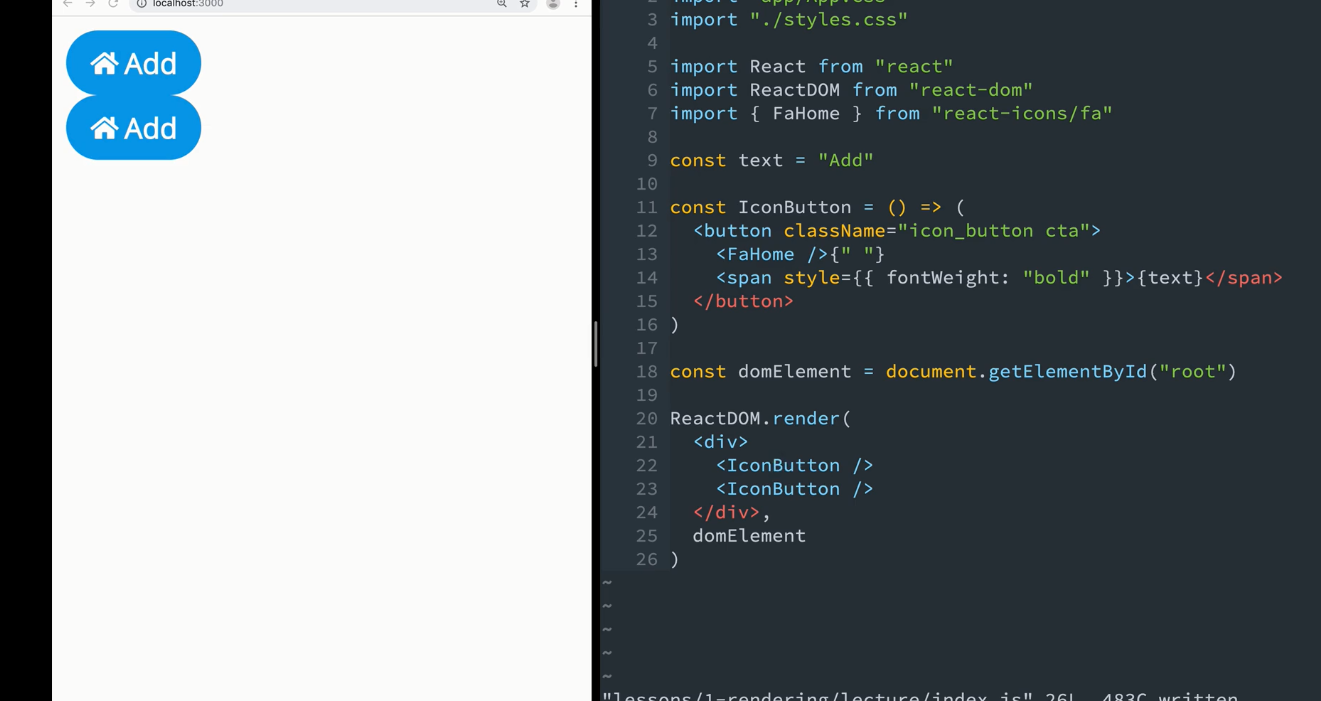 localhost:3000
Add
Add
2 import "app/App.css"
3 import "./styles.css"
4
5 import React from "react"
6 import ReactDOM from "react-dom"
7 import { FaHome } from "react-icons/fa"
8
9 const text = "Add"
10
11 const IconButton = () => (
12 <button className="icon_button cta">
13 <FaHome />{" "}
14 <span style={{ fontWeight: "bold" }}>{text}</span>
15 </button>
16 )
17
18 const domElement = document.getElementById("root")
19
20 ReactDOM.render(
21 <div>
22 <IconButton />
23 <IconButton />
24 </div>,
25 domElement
26 )
~
~
~
~
~
"lessons/1-rendering/lecture/index.js" 26L, 483C written